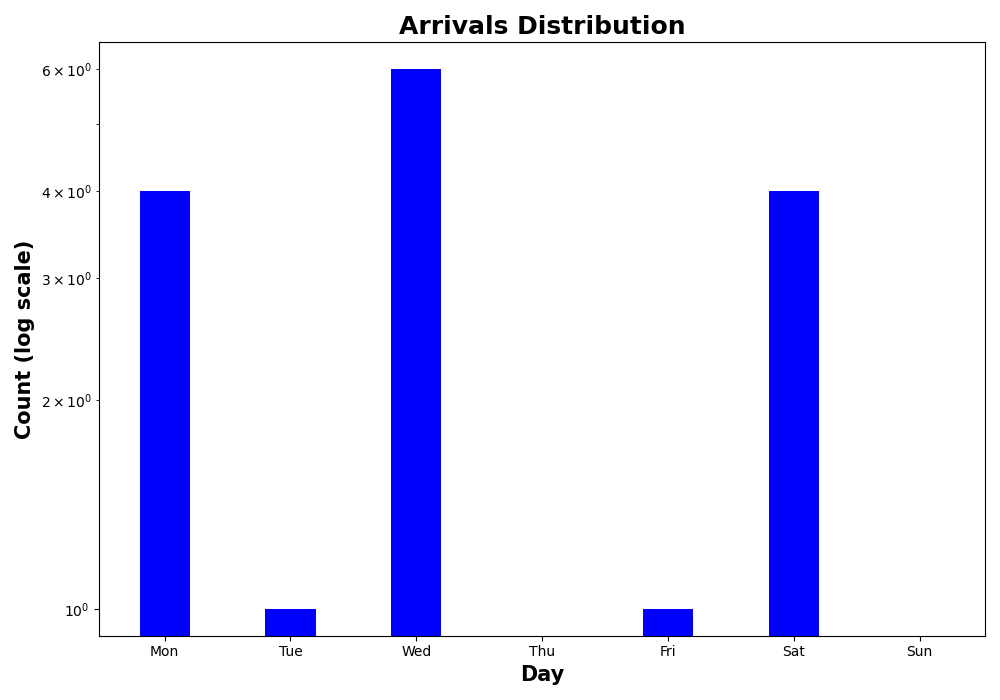 Arrivals Distribution
Count (log scale)
6 × 10⁰
4 × 10⁰
3 × 10⁰
2 × 10⁰
10⁰
Mon Tue Wed Thu Fri Sat Sun
Day